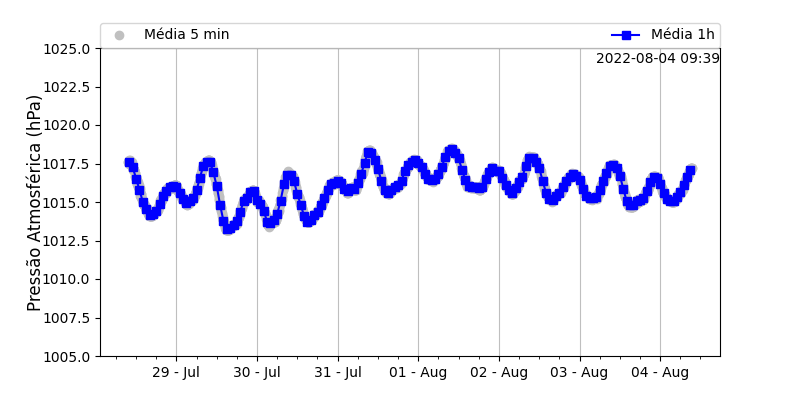 Média 5 min
Média 1h
2022-08-04 09:39
Pressão Atmosférica (hPa)
1025.0
1022.5
1020.0
1017.5
1015.0
1012.5
1010.0
1007.5
1005.0
29 - Jul
30 - Jul
31 - Jul
01 - Aug
02 - Aug
03 - Aug
04 - Aug